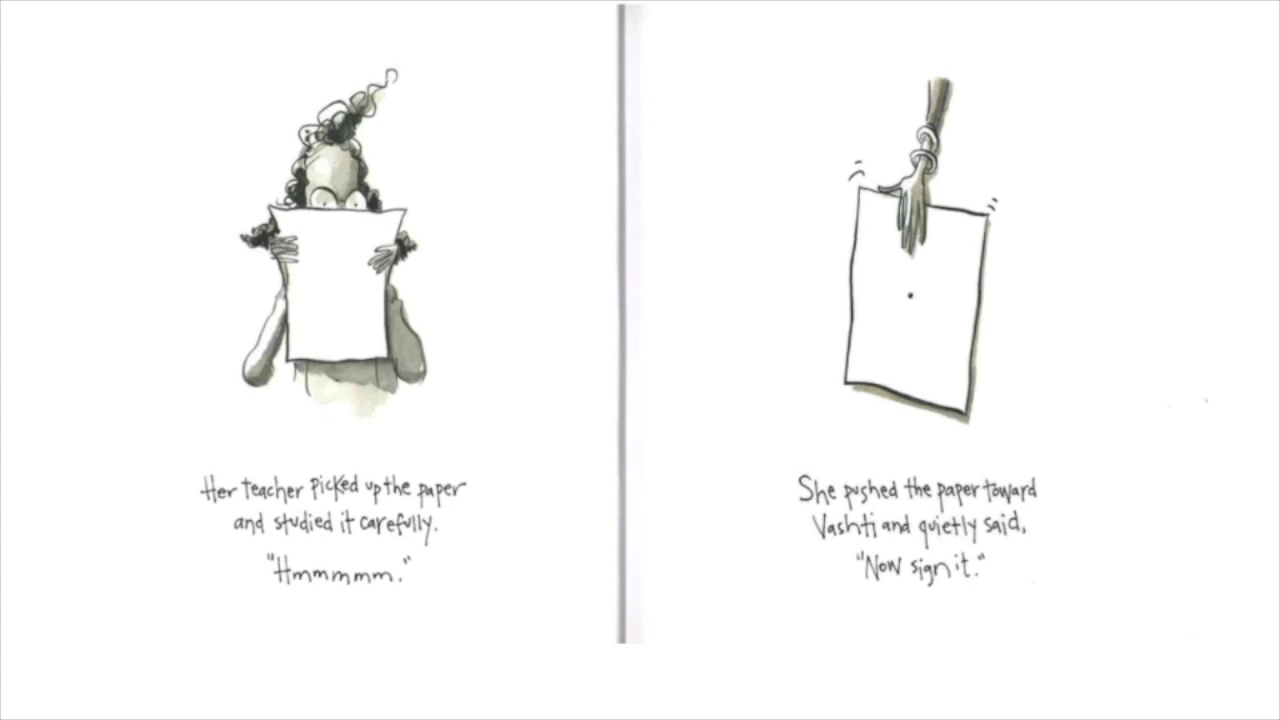 Her teacher picked up the paper
and studied it carefully.
"Hmmmmm."
She pushed the paper toward
Vashti and quietly said,
"Now sign it."